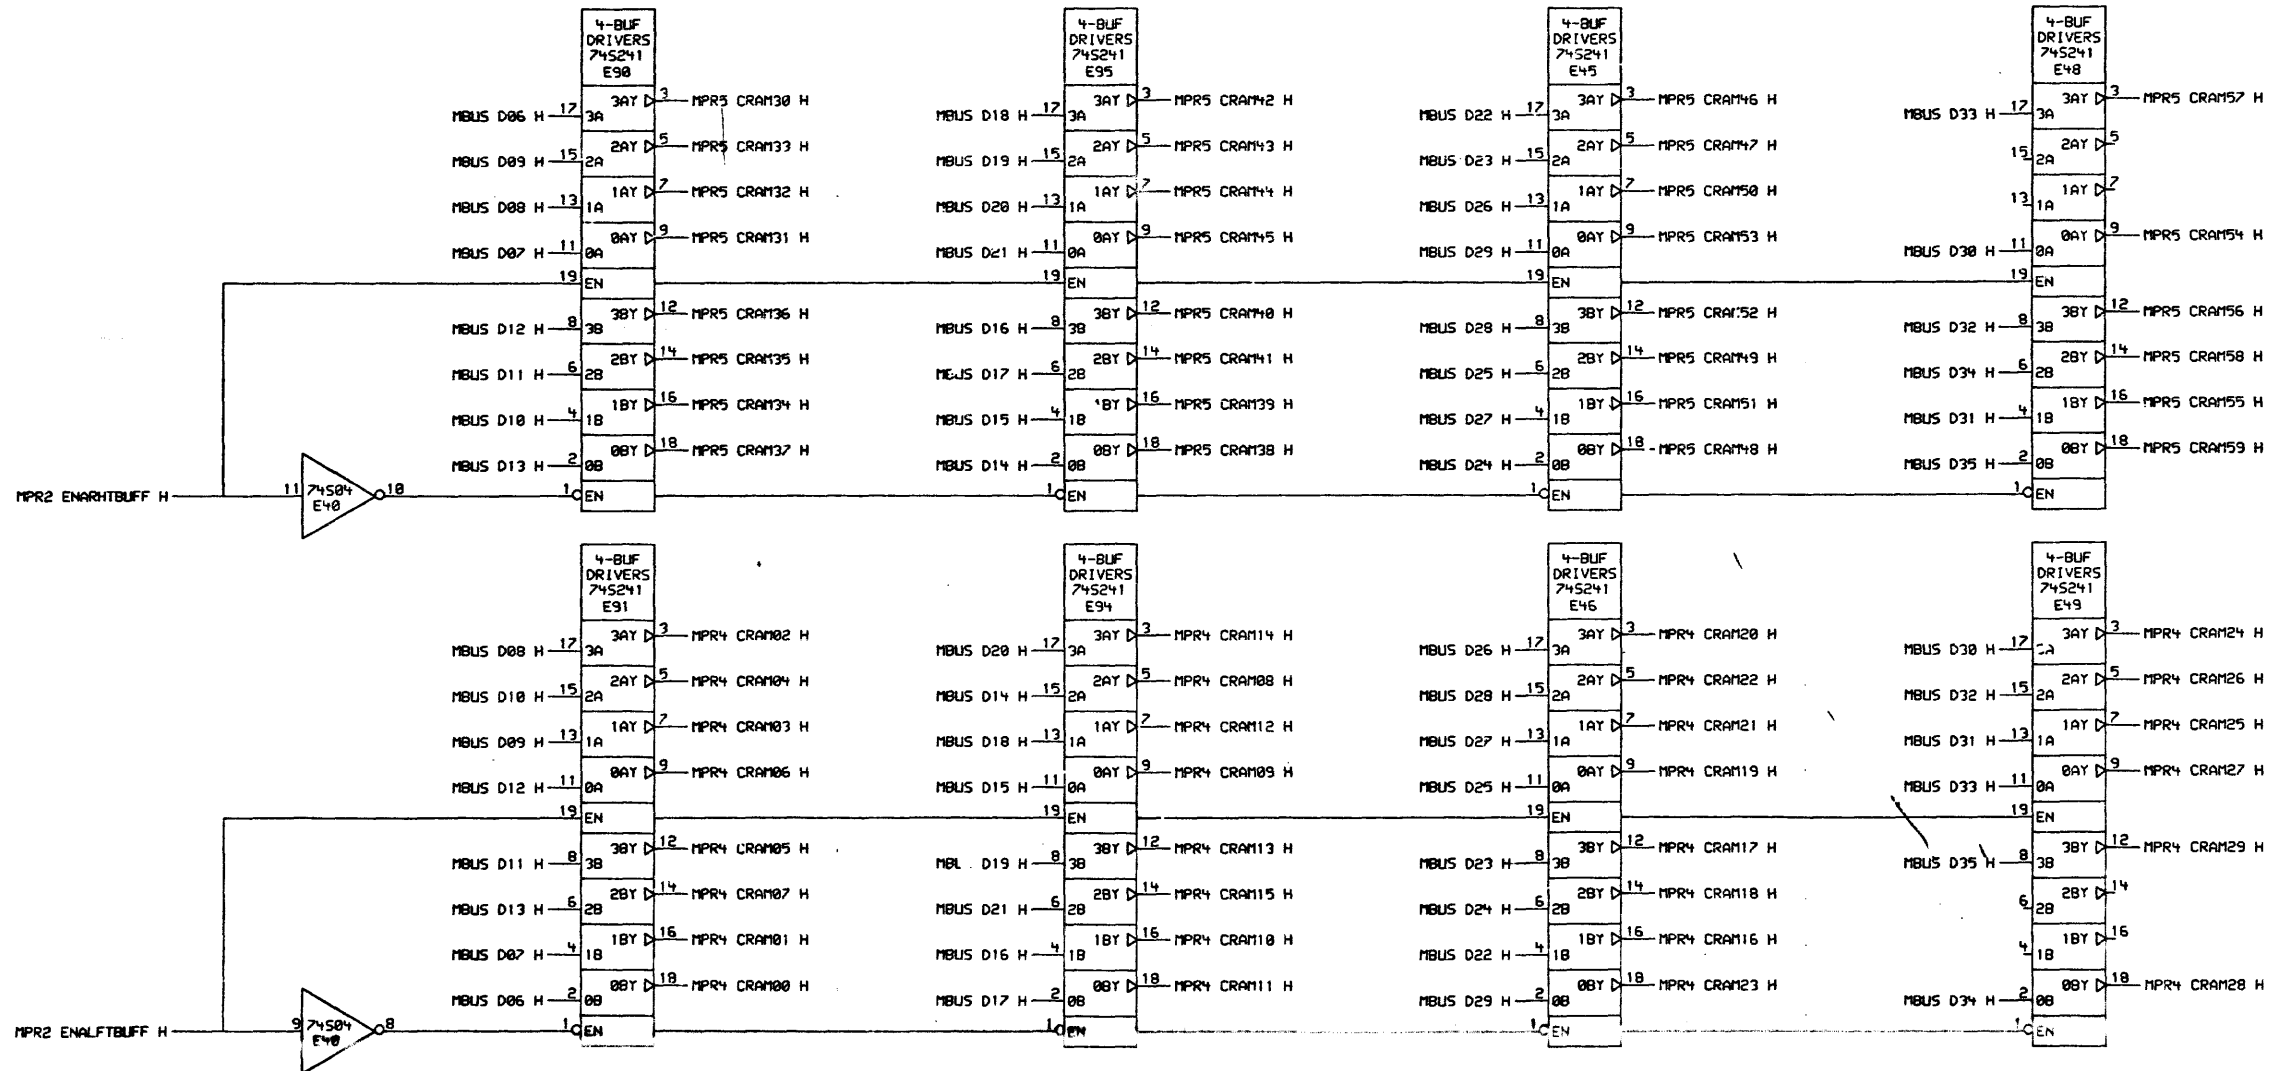 4-BUF
DRIVERS
74S241
E90
MBUS D06 H 17 3A 3AY 3 MPR5 CRAM30 H
MBUS D09 H 15 2A 2AY 5 MPR5 CRAM33 H
MBUS D08 H 13 1A 1AY 7 MPR5 CRAM32 H
MBUS D07 H 11 0A 0AY 9 MPR5 CRAM31 H
19 EN
MBUS D12 H 8 3B 3BY 12 MPR5 CRAM36 H
MBUS D11 H 6 2B 2BY 14 MPR5 CRAM35 H
MBUS D10 H 4 1B 1BY 16 MPR5 CRAM34 H
MBUS D13 H 2 0B 0BY 18 MPR5 CRAM37 H
MPR2 ENARHTBUFF H 11 74S04 10 1 EN
E40
4-BUF
DRIVERS
74S241
E95
MBUS D18 H 17 3A 3AY 3 MPR5 CRAM42 H
MBUS D19 H 15 2A 2AY 5 MPR5 CRAM43 H
MBUS D20 H 13 1A 1AY 7 MPR5 CRAM44 H
MBUS D21 H 11 0A 0AY 9 MPR5 CRAM45 H
19 EN
MBUS D16 H 8 3B 3BY 12 MPR5 CRAM40 H
D17 H 6 2B 2BY 14 MPR5 CRAM41 H
MBUS D15 H 4 1B BY 16 MPR5 CRAM39 H
MBUS D14 H 2 0B 0BY 18 MPR5 CRAM38 H
1 EN
4-BUF
DRIVERS
74S241
E45
MBUS D22 H 17 3A 3AY 3 MPR5 CRAM46 H
MBUS D23 H 15 2A 2AY 5 MPR5 CRAM47 H
MBUS D26 H 13 1A 1AY 7 MPR5 CRAM50 H
MBUS D29 H 11 0A 0AY 9 MPR5 CRAM53 H
19 EN
MBUS D28 H 8 3B 3BY 12 MPR5 H
MBUS D25 H 6 2B 2BY 14 MPR5 CRAM49 H
MBUS D27 H 4 1B 1BY 16 MPR5 CRAM51 H
MBUS D24 H 2 0B 0BY 18 MPR5 CRAM48 H
1 EN
4-BUF
DRIVERS
74S241
E48
MBUS D33 H 17 3A 3AY 3 MPR5 CRAM57 H
15 2A 2AY 5
13 1A 1AY 7
MBUS D30 H 11 0A 0AY 9 MPR5 CRAM54 H
19 EN
MBUS D32 H 8 3B 3BY 12 MPR5 CRAM56 H
MBUS D34 H 6 2B 2BY 14 MPR5 CRAM58 H
MBUS D31 H 4 1B 1BY 16 MPR5 CRAM55 H
MBUS D35 H 2 0B 0BY 18 MPR5 CRAM59 H
1 EN
4-BUF
DRIVERS
74S241
E91
MBUS D08 H 17 3A 3AY 3 MPR4 CRAM02 H
MBUS D10 H 15 2A 2AY 5 MPR4 CRAM04 H
MBUS D09 H 13 1A 1AY 7 MPR4 CRAM03 H
MBUS D12 H 11 0A 0AY 9 MPR4 CRAM06 H
19 EN
MBUS D11 H 8 3B 3BY 12 MPR4 CRAM05 H
MBUS D13 H 6 2B 2BY 14 MPR4 CRAM07 H
MBUS D07 H 4 1B 1BY 16 MPR4 CRAM01 H
MBUS D06 H 2 0B 0BY 18 MPR4 CRAM00 H
MPR2 ENALFTBUFF H 9 74S04 8 1 EN
E40
4-BUF
DRIVERS
74S241
E94
MBUS D20 H 17 3A 3AY 3 MPR4 CRAM14 H
MBUS D14 H 15 2A 2AY 5 MPR4 CRAM08 H
MBUS D18 H 13 1A 1AY 7 MPR4 CRAM12 H
MBUS D15 H 11 0A 0AY 9 MPR4 CRAM09 H
19 EN
D19 H 8 3B 3BY 12 MPR4 CRAM13 H
MBUS D21 H 6 2B 2BY 14 MPR4 CRAM15 H
MBUS D16 H 4 1B 1BY 16 MPR4 CRAM10 H
MBUS D17 H 2 0B 0BY 18 MPR4 CRAM11 H
1 EN
4-BUF
DRIVERS
74S241
E46
MBUS D26 H 17 3A 3AY 3 MPR4 CRAM20 H
MBUS D28 H 15 2A 2AY 5 MPR4 CRAM22 H
MBUS D27 H 13 1A 1AY 7 MPR4 CRAM21 H
MBUS D25 H 11 0A 0AY 9 MPR4 CRAM19 H
19 EN
MBUS D23 H 8 3B 3BY 12 MPR4 CRAM17 H
MBUS D24 H 6 2B 2BY 14 MPR4 CRAM18 H
MBUS D22 H 4 1B 1BY 16 MPR4 CRAM16 H
MBUS D29 H 2 0B 0BY 18 MPR4 CRAM23 H
1 EN
4-BUF
DRIVERS
74S241
E49
MBUS D30 H 17 3AY 3 MPR4 CRAM24 H
MBUS D32 H 15 2A 2AY 5 MPR4 CRAM26 H
MBUS D31 H 13 1A 1AY 7 MPR4 CRAM25 H
MBUS D33 H 11 0A 0AY 9 MPR4 CRAM27 H
19 EN
MBUS D35 H 8 3B 3BY 12 MPR4 CRAM29 H
6 2B 2BY 14
4 1B 1BY 16
MBUS D34 H 2 0B 0BY 18 MPR4 CRAM28 H
1 EN